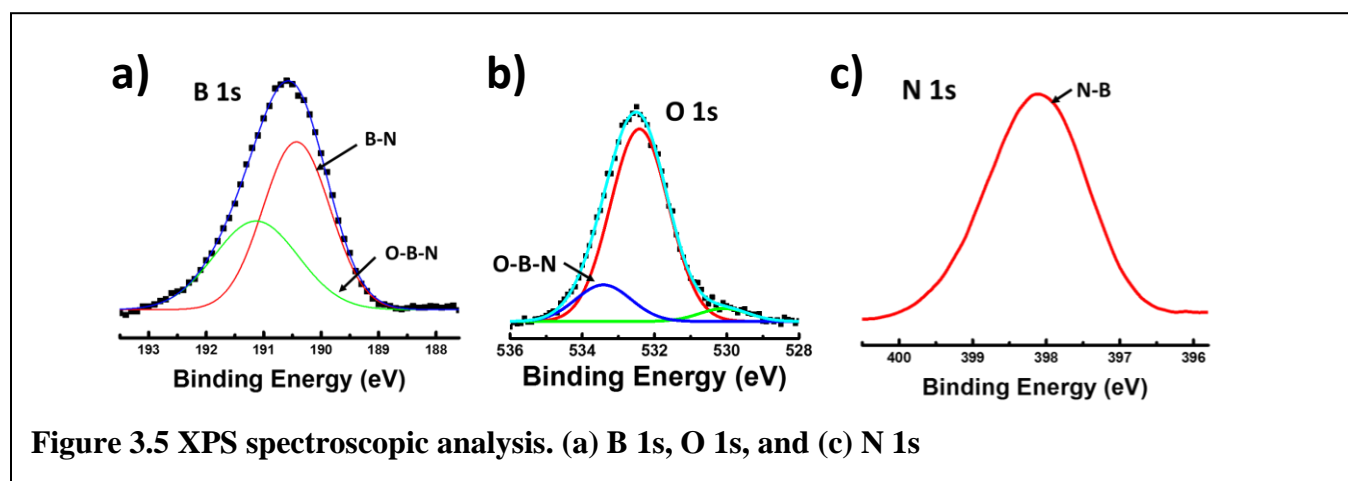 a)
B 1s
B-N
O-B-N
193 192 191 190 189 188
Binding Energy (eV)
b)
O 1s
O-B-N
536 534 532 530 528
Binding Energy (eV)
c)
N 1s
N-B
400 399 398 397 396
Binding Energy (eV)
Figure 3.5 XPS spectroscopic analysis. (a) B 1s, O 1s, and (c) N 1s